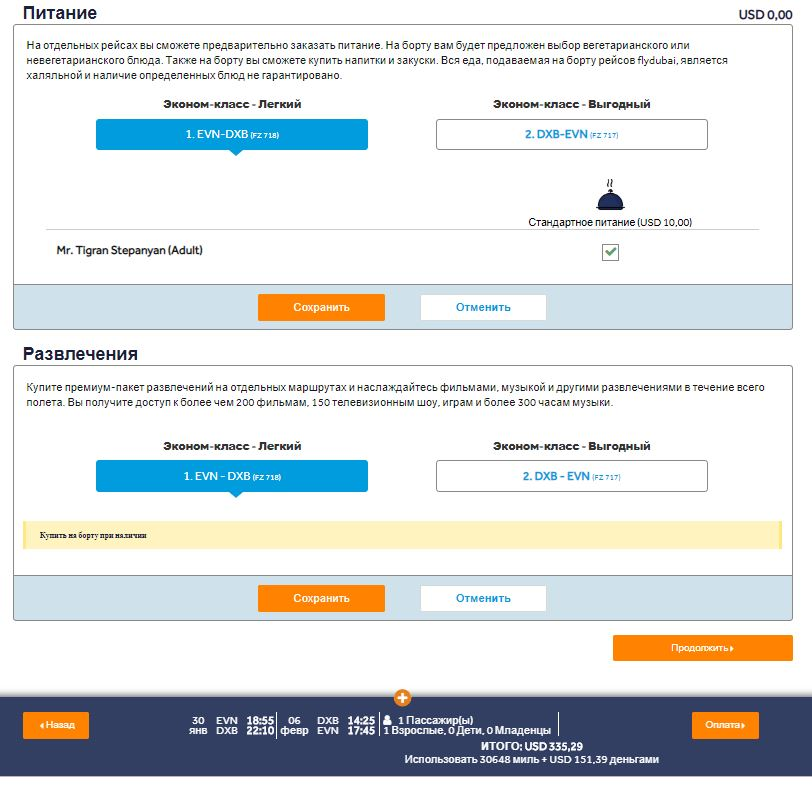 Питание
USD 0,00
На отдельных рейсах вы сможете предварительно заказать питание. На борту вам будет предложен выбор вегетарианского или
невегетарианского блюда. Также на борту вы сможете купить напитки и закуски. Вся еда, подаваемая на борту рейсов flydubai, является
халяльной и наличие определенных блюд не гарантировано.
Эконом-класс - Легкий
Эконом-класс - Выгодный
1. EVN-DXB (FZ 718)
2. DXB-EVN (FZ 717)
Стандартное питание (USD 10,00)
Mr. Tigran Stepanyan (Adult)
Сохранить
Отменить
Развлечения
Купите премиум-пакет развлечений на отдельных маршрутах и наслаждайтесь фильмами, музыкой и другими развлечениями в течение всего
полета. Вы получите доступ к более чем 200 фильмам, 150 телевизионным шоу, играм и более 300 часам музыки.
Эконом-класс - Легкий
Эконом-класс - Выгодный
1. EVN - DXB (FZ 718)
2. DXB - EVN (FZ 717)
Купить на борту при наличии
Сохранить
Отменить
Продолжить
Назад
30 EVN 18:55 06 DXB 14:25 1 Пассажир(ы)
янв DXB 22:10 февр EVN 17:45 1 Взрослые, 0 Дети, 0 Младенцы
Оплата
ИТОГО: USD 335,29
Использовать 30648 миль + USD 151,39 деньгами